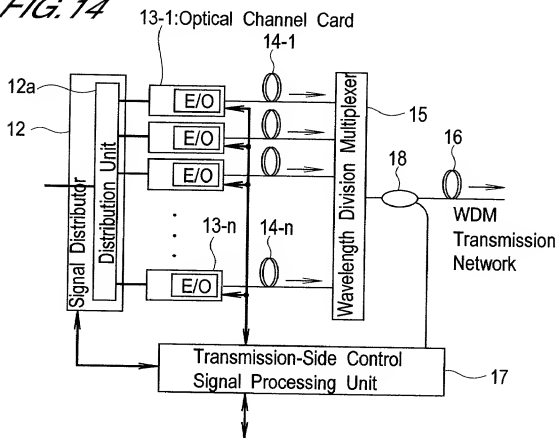 FIG. 14
13-1:Optical Channel Card
14-1
12a
12
E/O
E/O
E/O
E/O
15
16
18
13-n
14-n
Signal Distributor
Distribution Unit
Wavelength Division Multiplexer
WDM
Transmission
Network
Transmission-Side Control
Signal Processing Unit
17